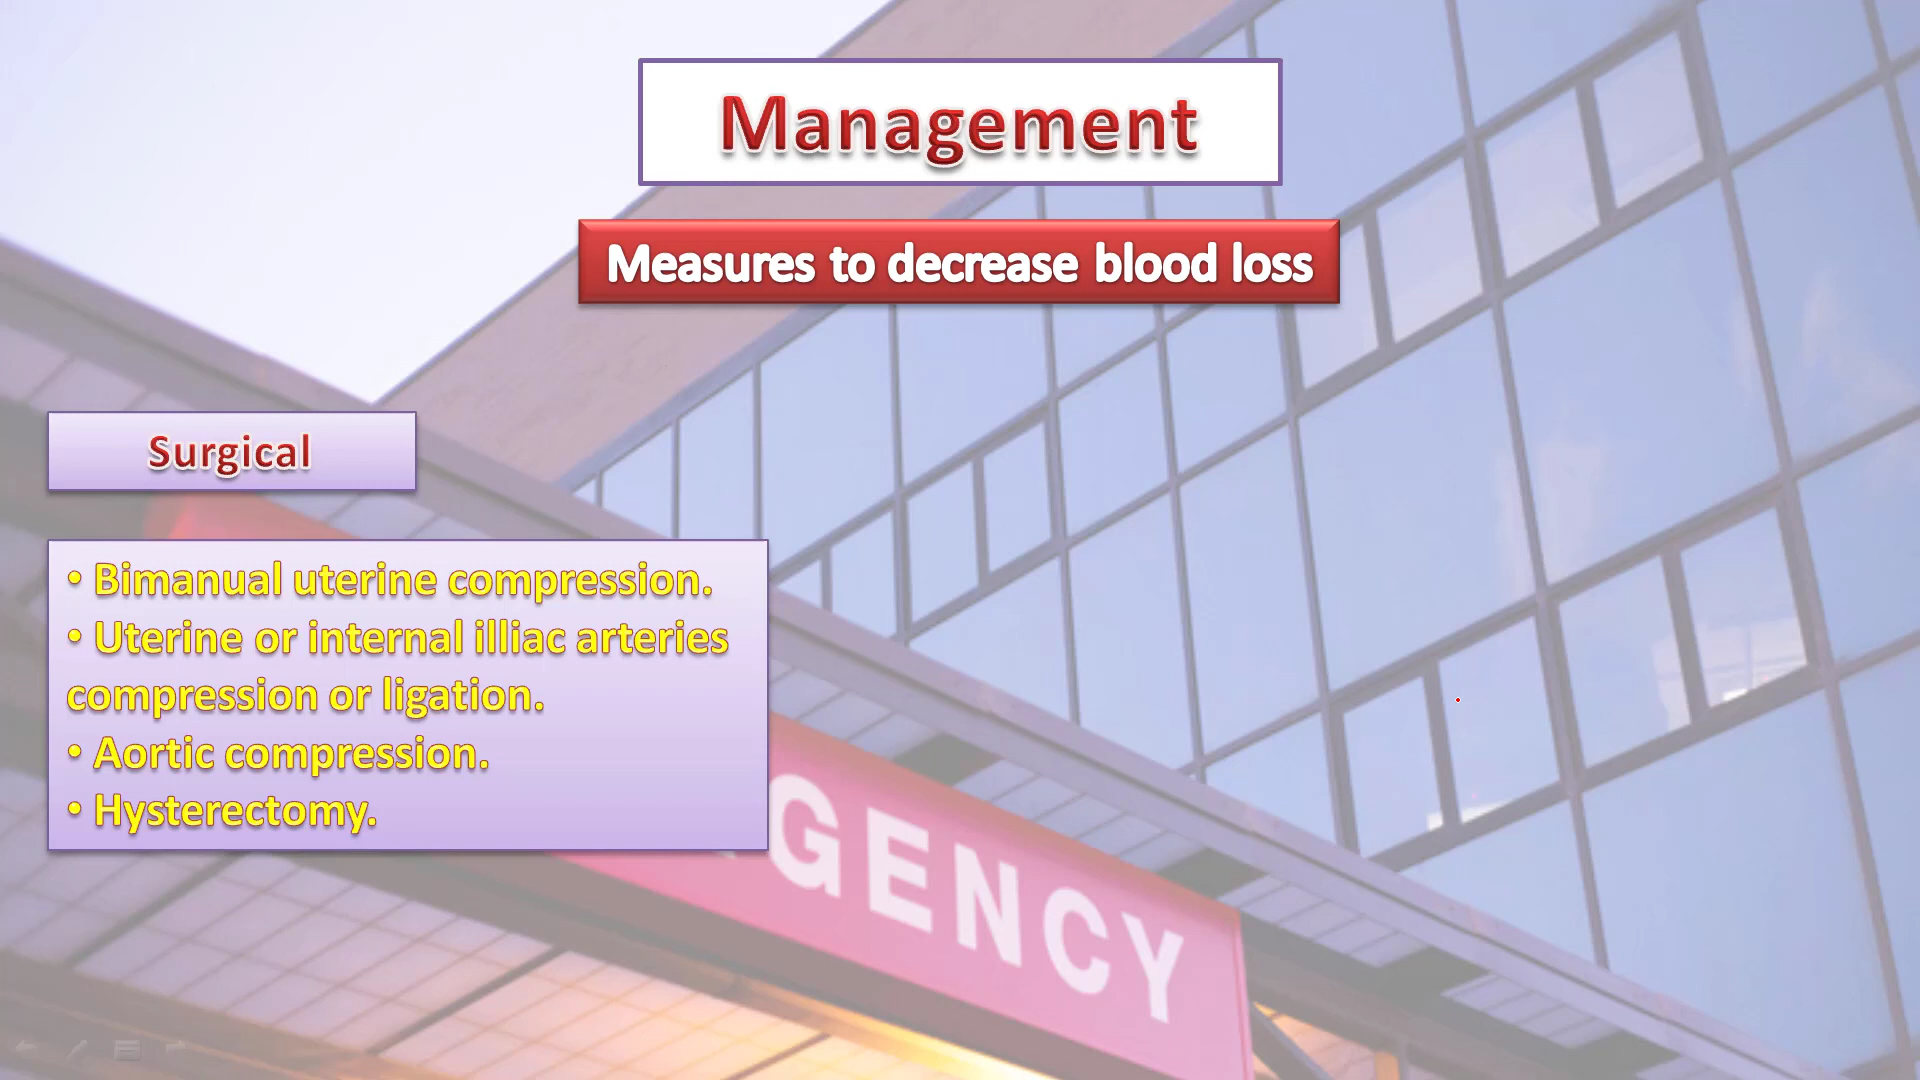 Management
Measures to decrease blood loss
Surgical
• Bimanual uterine compression.
• Uterine or internal illiac arteries
compression or ligation.
• Aortic compression.
• Hysterectomy.
GENCY